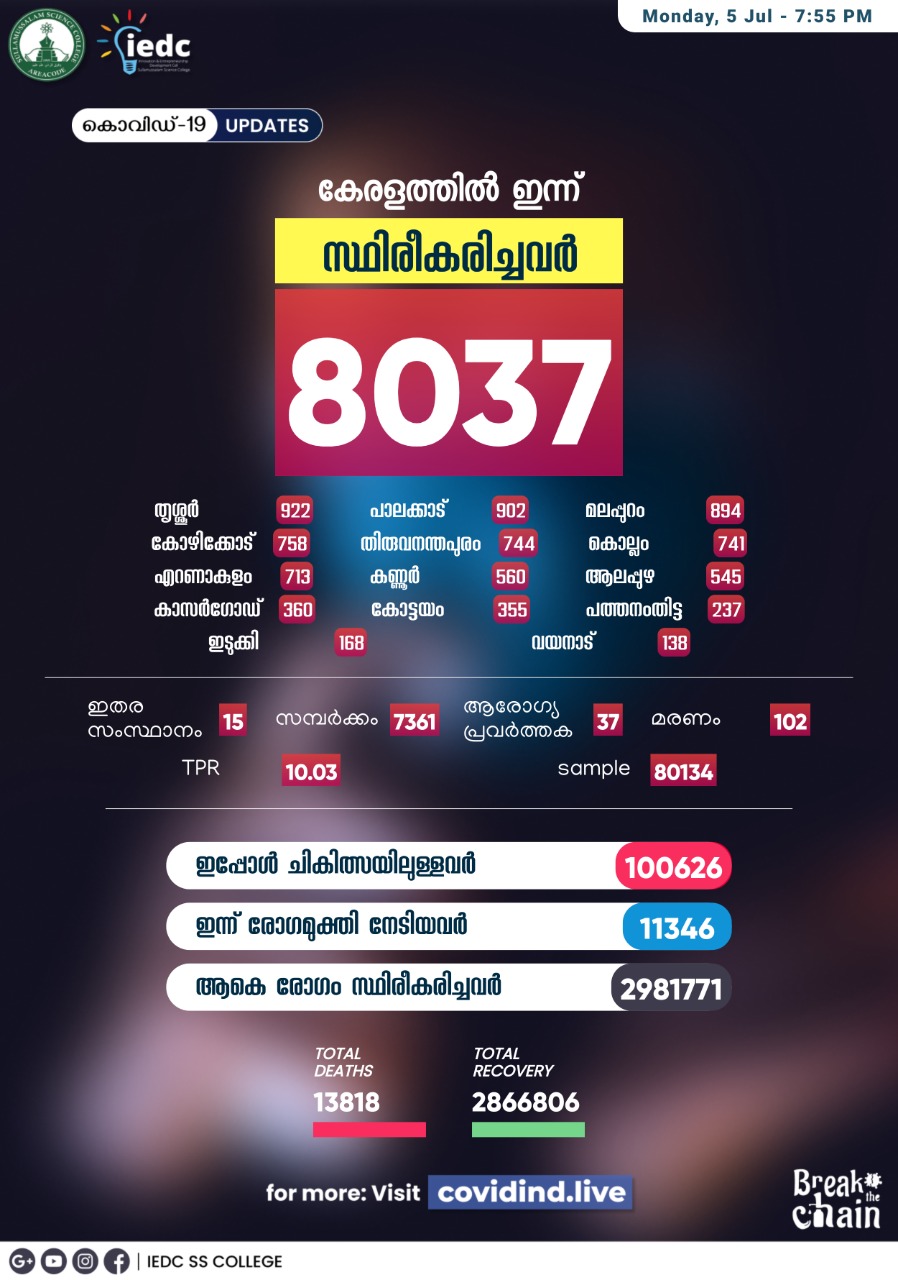 Monday, 5 Jul - 7:55 PM
SULLAMUSSALAM SCIENCE COLLEGE
AREACODE
iedc
കൊവിഡ്-19 UPDATES
കേരളത്തിൽ ഇന്ന്
സ്ഥിരീകരിച്ചവർ
8037
തൃശ്ശൂർ 922 പാലക്കാട് 902 മലപ്പുറം 894
കോഴിക്കോട് 758 തിരുവനന്തപുരം 744 കൊല്ലം 741
എറണാകുളം 713 കണ്ണൂർ 560 ആലപ്പുഴ 545
കാസർഗോഡ് 360 കോട്ടയം 355 പത്തനംതിട്ട 237
ഇടുക്കി 168 വയനാട് 138
ഇതര സംസ്ഥാനം 15 സമ്പർക്കം 7361 ആരോഗ്യ പ്രവർത്തക 37 മരണം 102
TPR 10.03 sample 80134
ഇപ്പോൾ ചികിത്സയിലുള്ളവർ 100626
ഇന്ന് രോഗമുക്തി നേടിയവർ 11346
ആകെ രോഗം സ്ഥിരീകരിച്ചവർ 2981771
TOTAL DEATHS
13818
TOTAL RECOVERY
2866806
for more: Visit covidind.live
Break the chain
G+ f | IEDC SS COLLEGE